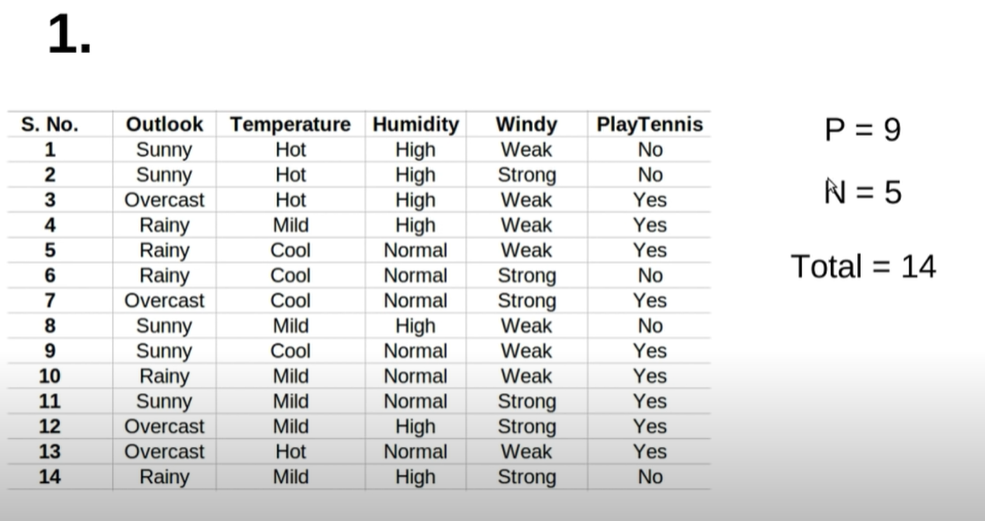 1.
S. No. Outlook Temperature Humidity Windy PlayTennis
1 Sunny Hot High Weak No
2 Sunny Hot High Strong No
3 Overcast Hot High Weak Yes
4 Rainy Mild High Weak Yes
5 Rainy Cool Normal Weak Yes
6 Rainy Cool Normal Strong No
7 Overcast Cool Normal Strong Yes
8 Sunny Mild High Weak No
9 Sunny Cool Normal Weak Yes
10 Rainy Mild Normal Weak Yes
11 Sunny Mild Normal Strong Yes
12 Overcast Mild High Strong Yes
13 Overcast Hot Normal Weak Yes
14 Rainy Mild High Strong No
P = 9
N = 5
Total = 14